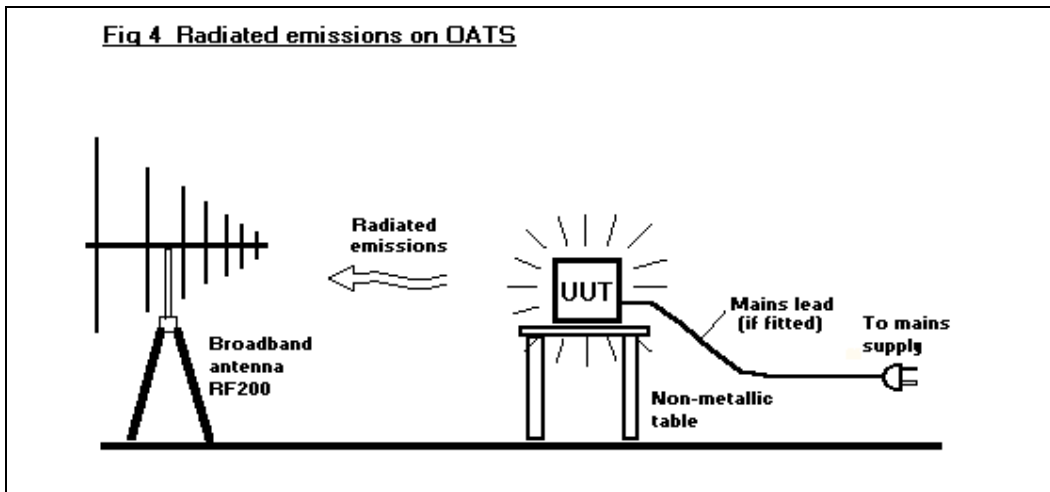 Fig 4 Radiated emissions on OATS
Radiated
emissions
UUT
Mains lead
(if fitted)
To mains
supply
Broadband
antenna
RF200
Non-metallic
table